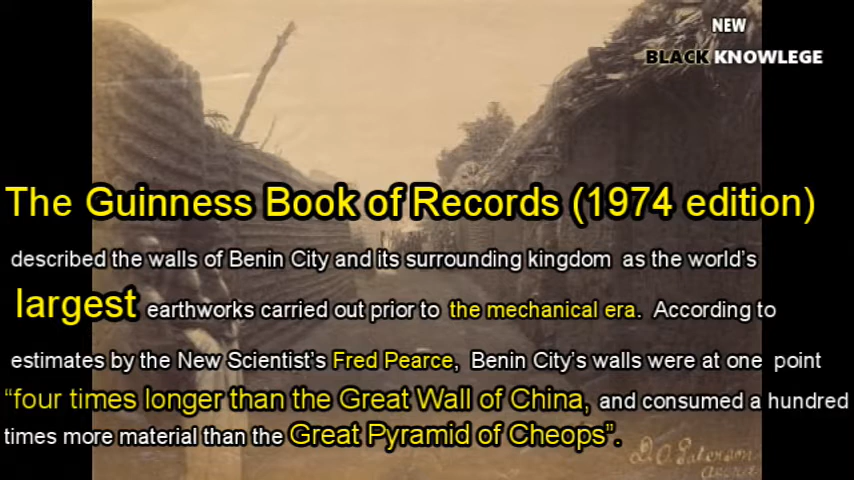 NEW
BLACK KNOWLEGE
The Guinness Book of Records (1974 edition)
described the walls of Benin City and its surrounding kingdom as the world's
largest earthworks carried out prior to the mechanical era. According to
estimates by the New Scientist's Fred Pearce, Benin City's walls were at one point
“four times longer than the Great Wall of China, and consumed a hundred
times more material than the Great Pyramid of Cheops”.